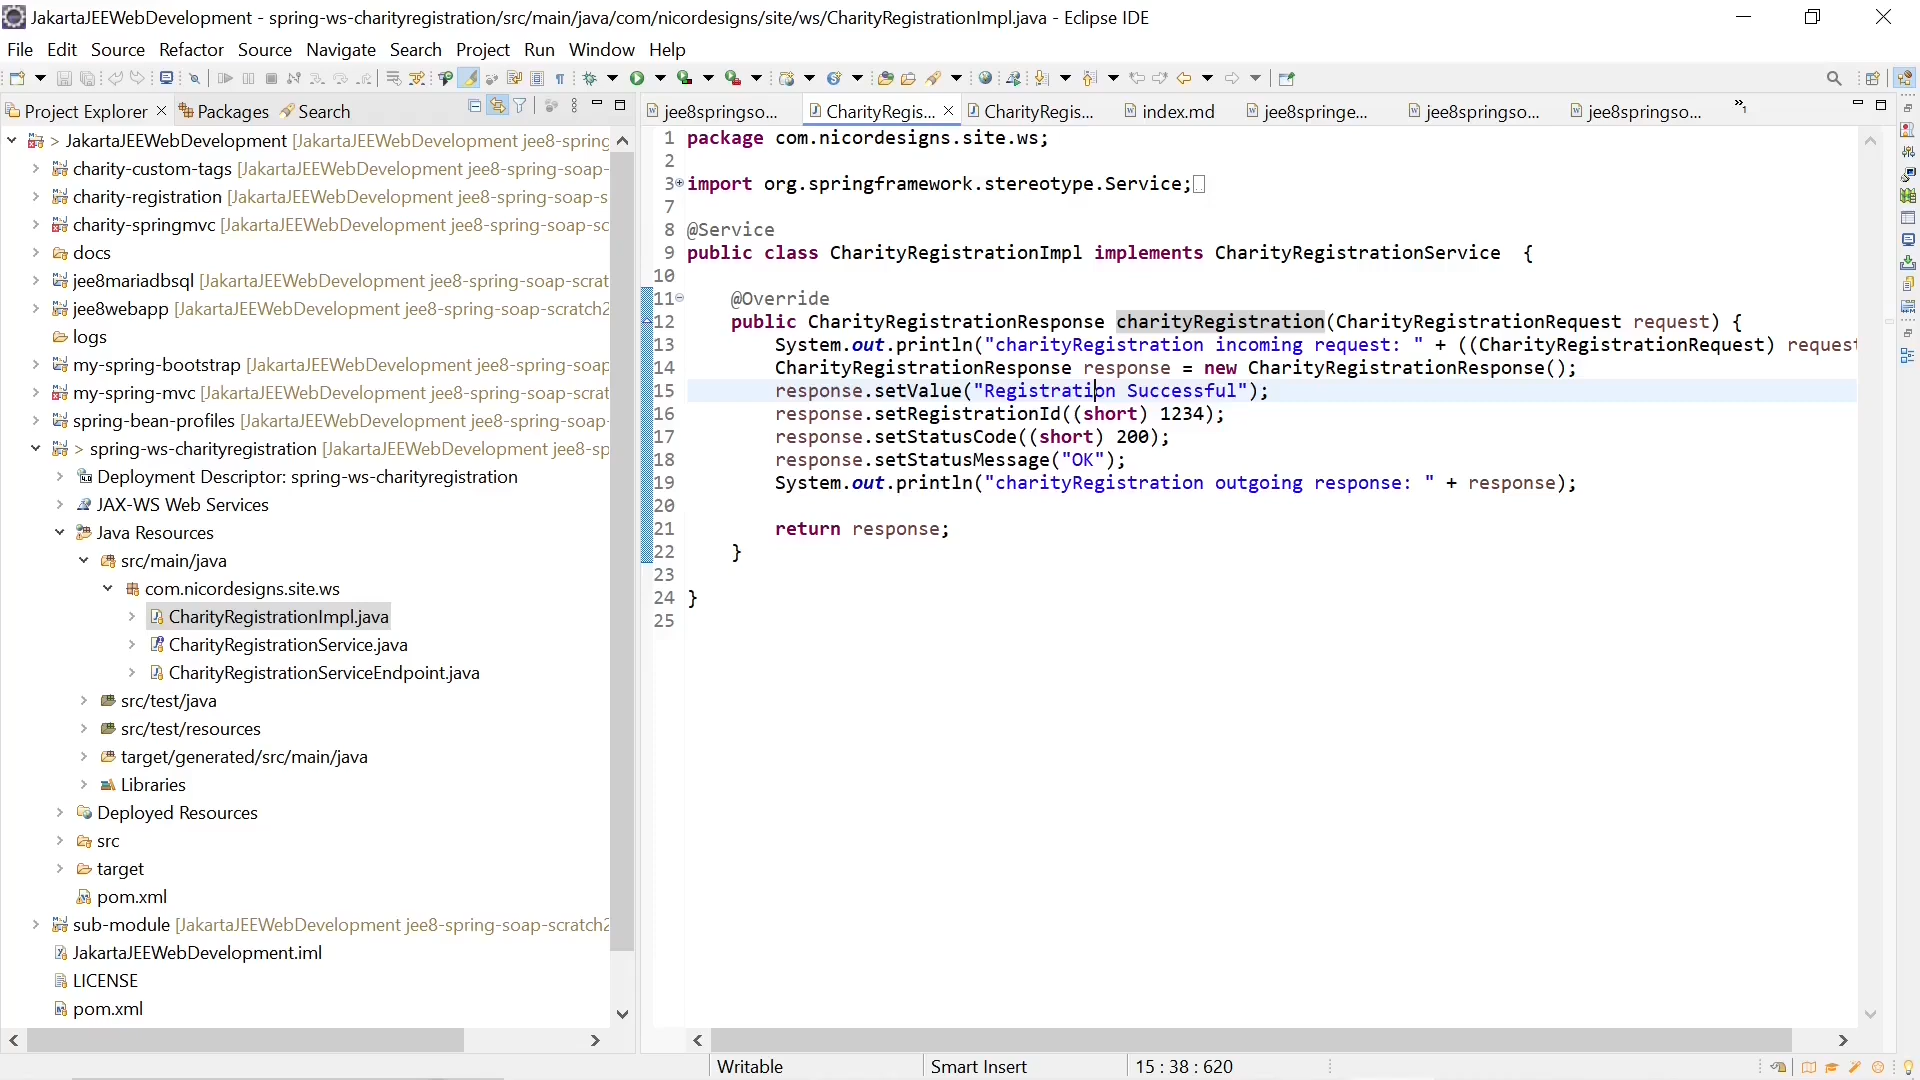 JakartaJEEWebDevelopment - spring-ws-charityregistration/src/main/java/com/nicordesigns/site/ws/CharityRegistrationImpl.java - Eclipse IDE
File Edit Source Refactor Source Navigate Search Project Run Window Help
Project Explorer Packages Search
jee8springso... CharityRegis... CharityRegis... index.md jee8springe... jee8springso... jee8springso... »1
> JakartaJEEWebDevelopment [JakartaJEEWebDevelopment jee8-spring
charity-custom-tags [JakartaJEEWebDevelopment jee8-spring-soap-
charity-registration [JakartaJEEWebDevelopment jee8-spring-soap-s
charity-springmvc [JakartaJEEWebDevelopment jee8-spring-soap-sc
docs
jee8mariadbsql [JakartaJEEWebDevelopment jee8-spring-soap-scrat
jee8webapp [JakartaJEEWebDevelopment jee8-spring-soap-scratch2
logs
my-spring-bootstrap [JakartaJEEWebDevelopment jee8-spring-soap-
my-spring-mvc [JakartaJEEWebDevelopment jee8-spring-soap-scrat
spring-bean-profiles [JakartaJEEWebDevelopment jee8-spring-soap-
> spring-ws-charityregistration [JakartaJEEWebDevelopment jee8-sp
Deployment Descriptor: spring-ws-charityregistration
JAX-WS Web Services
Java Resources
src/main/java
com.nicordesigns.site.ws
CharityRegistrationImpl.java
CharityRegistrationService.java
CharityRegistrationServiceEndpoint.java
src/test/java
src/test/resources
target/generated/src/main/java
Libraries
Deployed Resources
src
target
pom.xml
sub-module [JakartaJEEWebDevelopment jee8-spring-soap-scratch2
JakartaJEEWebDevelopment.iml
LICENSE
pom.xml
1 package com.nicordesigns.site.ws;
2
3 import org.springframework.stereotype.Service;
7
8 @Service
9 public class CharityRegistrationImpl implements CharityRegistrationService {
10
11 @Override
12 public CharityRegistrationResponse charityRegistration(CharityRegistrationRequest request) {
13 System.out.println("charityRegistration incoming request: " + ((CharityRegistrationRequest) request
14 CharityRegistrationResponse response = new CharityRegistrationResponse();
15 response.setValue("Registration Successful");
16 response.setRegistrationId((short) 1234);
17 response.setStatusCode((short) 200);
18 response.setStatusMessage("OK");
19 System.out.println("charityRegistration outgoing response: " + response);
20
21 return response;
22 }
23
24 }
25
Writable Smart Insert 15 : 38 : 620